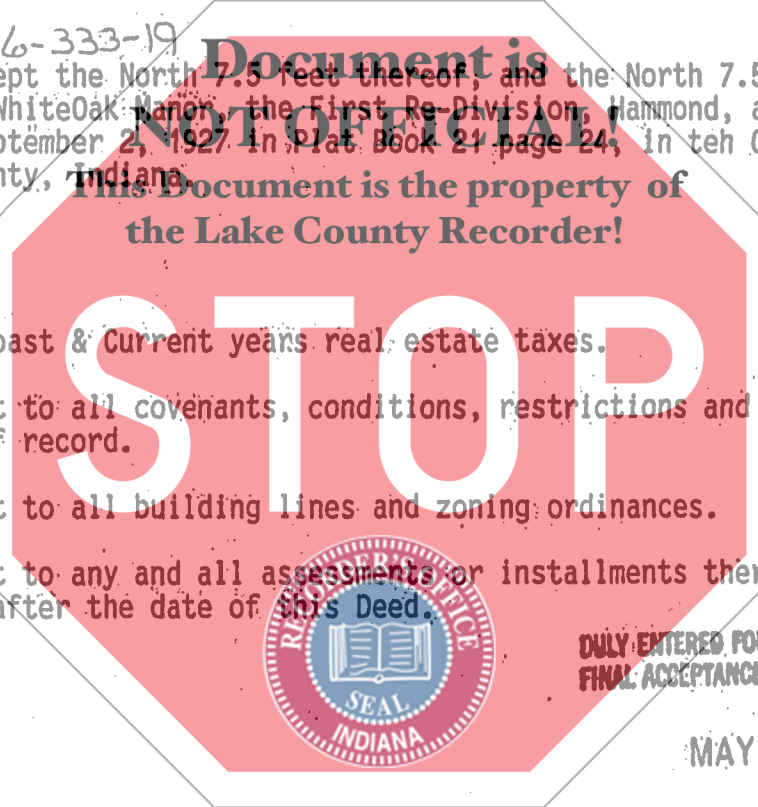 6-333-19
Document is
ept the North 7.5 feet thereof, and the North 7.5
NOT OFFICIAL!
WhiteOak Manor, the First Re-Division, Hammond, a
ptember 2, 1927 in Plat Book 21 page 24, in teh
nty, Indiana.
This Document is the property of
the Lake County Recorder!
STOP
past & Current years real estate taxes.
to all covenants, conditions, restrictions and
record.
t to all building lines and zoning ordinances.
t to any and all assessments or installments ther
after the date of this Deed.
RECORDER'S OFFICE
SEAL
INDIANA
DULY ENTERED FO
FINAL ACCEPTANC
MAY